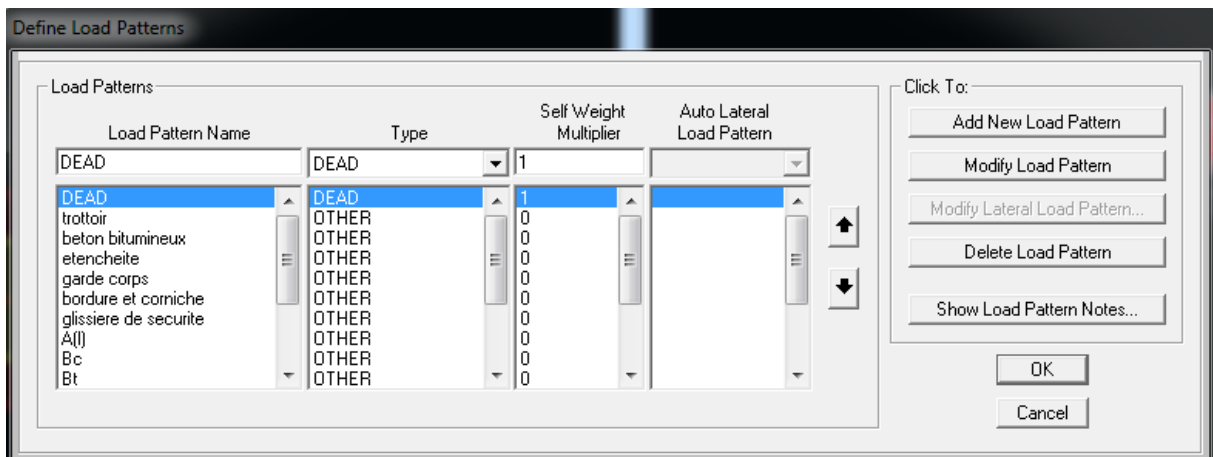 Define Load Patterns
Load Patterns
Load Pattern Name Type Self Weight Multiplier Auto Lateral Load Pattern
DEAD DEAD 1
DEAD DEAD 1
trottoir OTHER 0
beton bitumineux OTHER 0
etencheite OTHER 0
garde corps OTHER 0
bordure et corniche OTHER 0
glissiere de securite OTHER 0
A(l) OTHER 0
Bc OTHER 0
Bt OTHER 0
Click To:
Add New Load Pattern
Modify Load Pattern
Modify Lateral Load Pattern...
Delete Load Pattern
Show Load Pattern Notes...
OK
Cancel